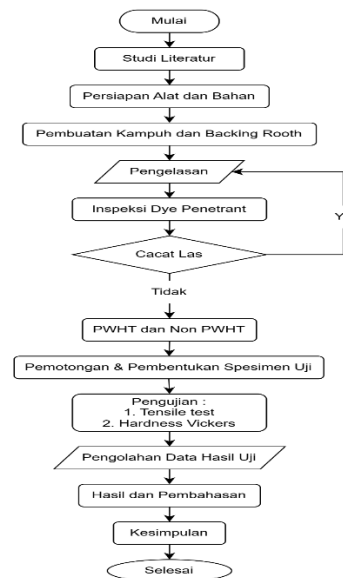 Mulai
Studi Literatur
Persiapan Alat dan Bahan
Pembuatan Kampuh dan Backing Rooth
Pengelasan
Inspeksi Dye Penetrant
Y
Cacat Las
Tidak
PWHT dan Non PWHT
Pemotongan & Pembentukan Spesimen Uji
Pengujian :
1. Tensile test
2. Hardness Vickers
Pengolahan Data Hasil Uji
Hasil dan Pembahasan
Kesimpulan
Selesai